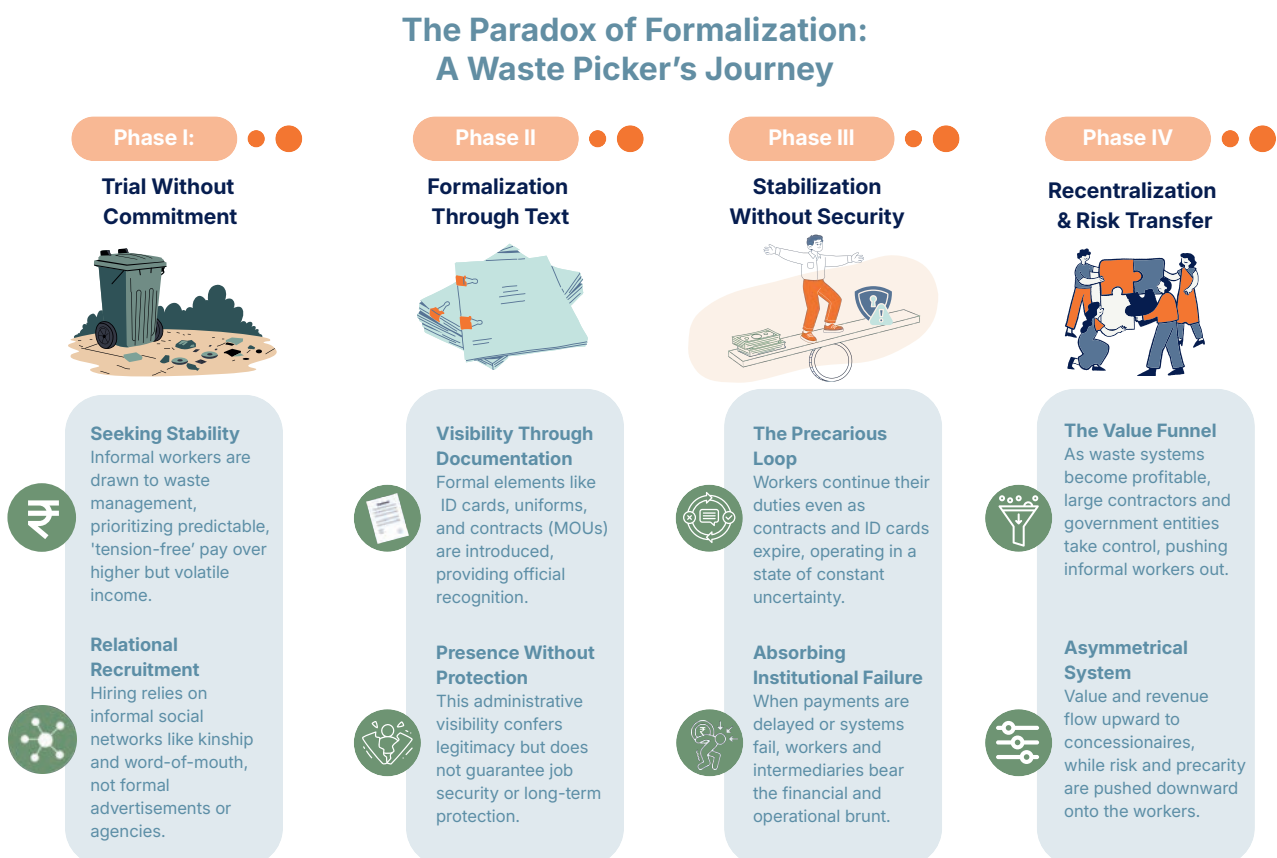 The Paradox of Formalization:
A Waste Picker’s Journey
Phase I:
Trial Without
Commitment
Seeking Stability
Informal workers are
drawn to waste
management,
prioritizing predictable,
'tension-free’ pay over
higher but volatile
income.
Relational
Recruitment
Hiring relies on
informal social
networks like kinship
and word-of-mouth,
not formal
advertisements or
agencies.
Phase II
Formalization
Through Text
Visibility Through
Documentation
Formal elements like
ID cards, uniforms,
and contracts (MOUs)
are introduced,
providing official
recognition.
Presence Without
Protection
This administrative
visibility confers
legitimacy but does
not guarantee job
security or long-term
protection.
Phase III
Stabilization
Without Security
The Precarious
Loop
Workers continue their
duties even as
contracts and ID cards
expire, operating in a
state of constant
uncertainty.
Absorbing
Institutional Failure
When payments are
delayed or systems
fail, workers and
intermediaries bear
the financial and
operational brunt.
Phase IV
Recentralization
& Risk Transfer
The Value Funnel
As waste systems
become profitable,
large contractors and
government entities
take control, pushing
informal workers out.
Asymmetrical
System
Value and revenue
flow upward to
concessionaires,
while risk and precarity
are pushed downward
onto the workers.